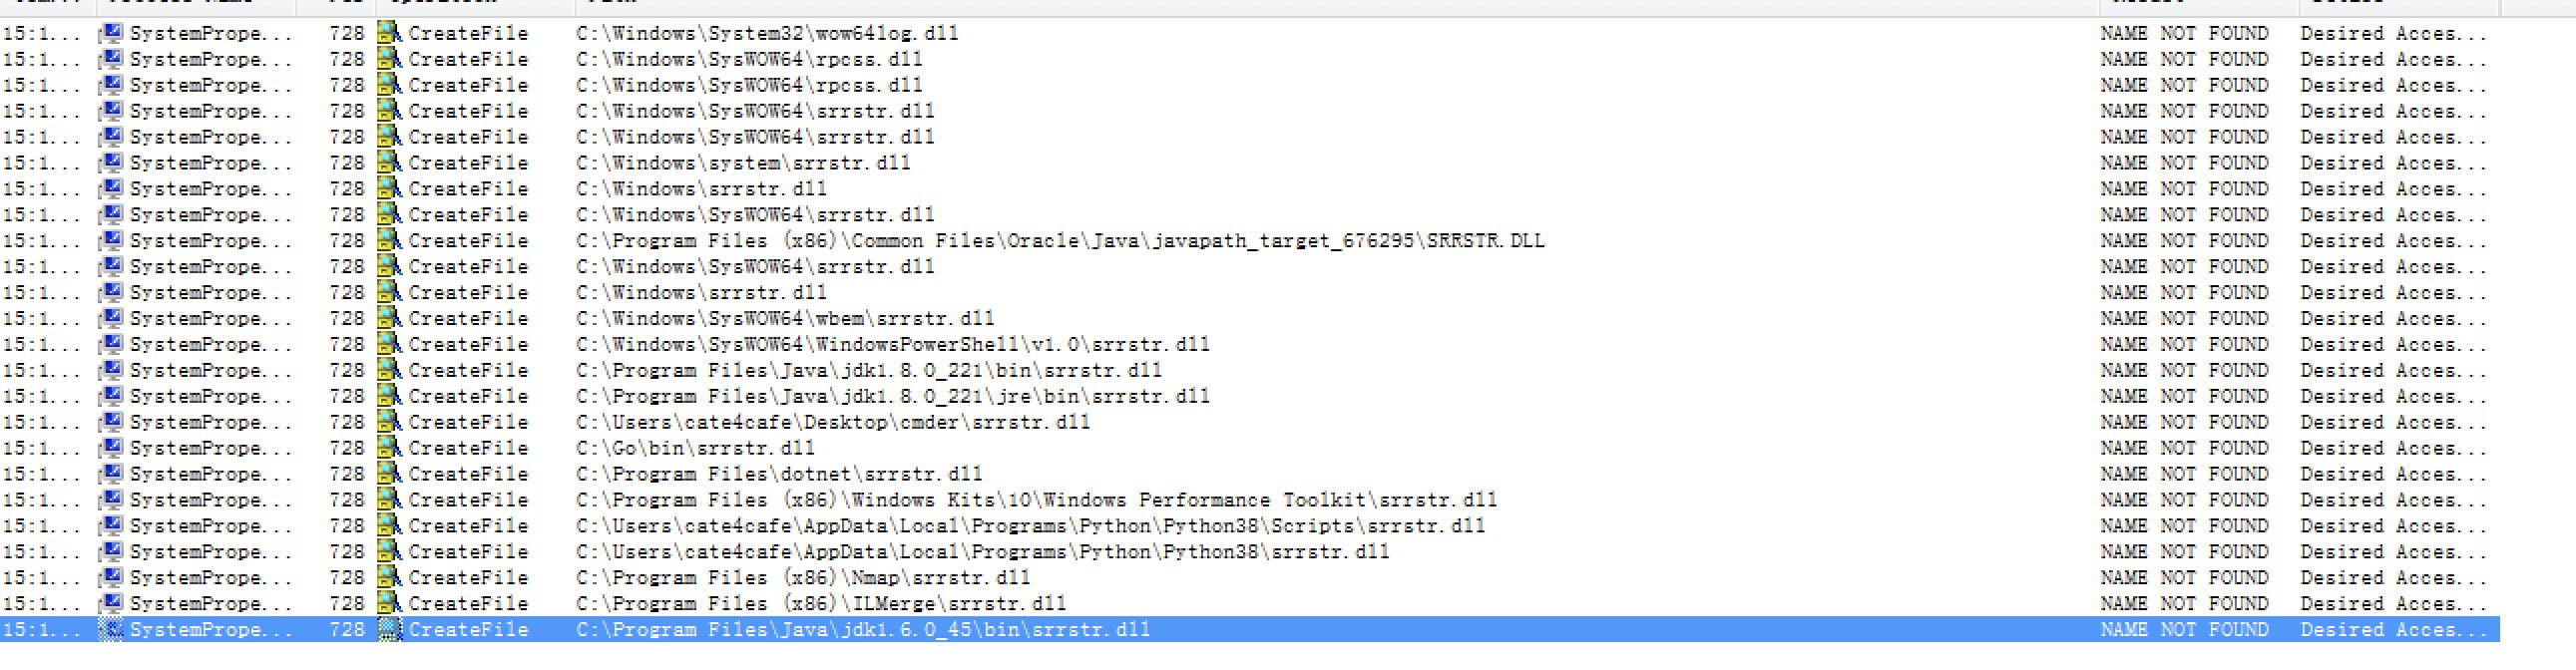 15:1... SystemPrope... 728 CreateFile C:\Windows\System32\wow64log.dll NAME NOT FOUND Desired Acces...
15:1... SystemPrope... 728 CreateFile C:\Windows\SysWOW64\rpcss.dll NAME NOT FOUND Desired Acces...
15:1... SystemPrope... 728 CreateFile C:\Windows\SysWOW64\rpcss.dll NAME NOT FOUND Desired Acces...
15:1... SystemPrope... 728 CreateFile C:\Windows\SysWOW64\srrstr.dll NAME NOT FOUND Desired Acces...
15:1... SystemPrope... 728 CreateFile C:\Windows\SysWOW64\srrstr.dll NAME NOT FOUND Desired Acces...
15:1... SystemPrope... 728 CreateFile C:\Windows\system\srrstr.dll NAME NOT FOUND Desired Acces...
15:1... SystemPrope... 728 CreateFile C:\Windows\srrstr.dll NAME NOT FOUND Desired Acces...
15:1... SystemPrope... 728 CreateFile C:\Windows\SysWOW64\srrstr.dll NAME NOT FOUND Desired Acces...
15:1... SystemPrope... 728 CreateFile C:\Program Files (x86)\Common Files\Oracle\Java\javapath_target_676295\SRRSTR.DLL NAME NOT FOUND Desired Acces...
15:1... SystemPrope... 728 CreateFile C:\Windows\SysWOW64\srrstr.dll NAME NOT FOUND Desired Acces...
15:1... SystemPrope... 728 CreateFile C:\Windows\srrstr.dll NAME NOT FOUND Desired Acces...
15:1... SystemPrope... 728 CreateFile C:\Windows\SysWOW64\wbem\srrstr.dll NAME NOT FOUND Desired Acces...
15:1... SystemPrope... 728 CreateFile C:\Windows\SysWOW64\WindowsPowerShell\v1.0\srrstr.dll NAME NOT FOUND Desired Acces...
15:1... SystemPrope... 728 CreateFile C:\Program Files\Java\jdk1.8.0_221\bin\srrstr.dll NAME NOT FOUND Desired Acces...
15:1... SystemPrope... 728 CreateFile C:\Program Files\Java\jdk1.8.0_221\jre\bin\srrstr.dll NAME NOT FOUND Desired Acces...
15:1... SystemPrope... 728 CreateFile C:\Users\cate4cafe\Desktop\cmder\srrstr.dll NAME NOT FOUND Desired Acces...
15:1... SystemPrope... 728 CreateFile C:\Go\bin\srrstr.dll NAME NOT FOUND Desired Acces...
15:1... SystemPrope... 728 CreateFile C:\Program Files\dotnet\srrstr.dll NAME NOT FOUND Desired Acces...
15:1... SystemPrope... 728 CreateFile C:\Program Files (x86)\Windows Kits\10\Windows Performance Toolkit\srrstr.dll NAME NOT FOUND Desired Acces...
15:1... SystemPrope... 728 CreateFile C:\Users\cate4cafe\AppData\Local\Programs\Python\Python38\Scripts\srrstr.dll NAME NOT FOUND Desired Acces...
15:1... SystemPrope... 728 CreateFile C:\Users\cate4cafe\AppData\Local\Programs\Python\Python38\srrstr.dll NAME NOT FOUND Desired Acces...
15:1... SystemPrope... 728 CreateFile C:\Program Files (x86)\Nmap\srrstr.dll NAME NOT FOUND Desired Acces...
15:1... SystemPrope... 728 CreateFile C:\Program Files (x86)\ILMerge\srrstr.dll NAME NOT FOUND Desired Acces...
15:1... SystemPrope... 728 CreateFile C:\Program Files\Java\jdk1.6.0_45\bin\srrstr.dll NAME NOT FOUND Desired Acces...